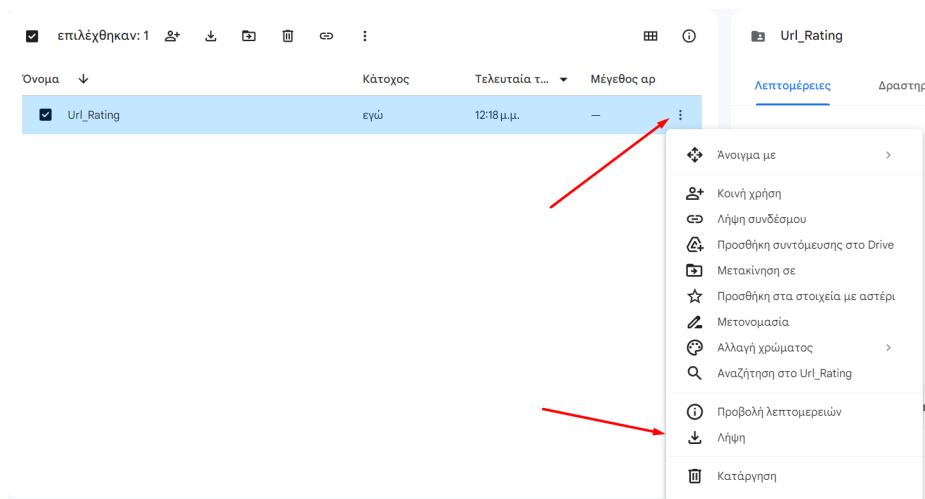 επιλέχθηκαν: 1
Url_Rating
Όνομα Κάτοχος Τελευταία τ... Μέγεθος αρ
Λεπτομέρειες Δραστηρ
Url_Rating εγώ 12:18 μ.μ. —
Άνοιγμα με
Κοινή χρήση
Λήψη συνδέσμου
Προσθήκη συντόμευσης στο Drive
Μετακίνηση σε
Προσθήκη στα στοιχεία με αστέρι
Μετονομασία
Αλλαγή χρώματος
Αναζήτηση στο Url_Rating
Προβολή λεπτομερειών
Λήψη
Κατάργηση